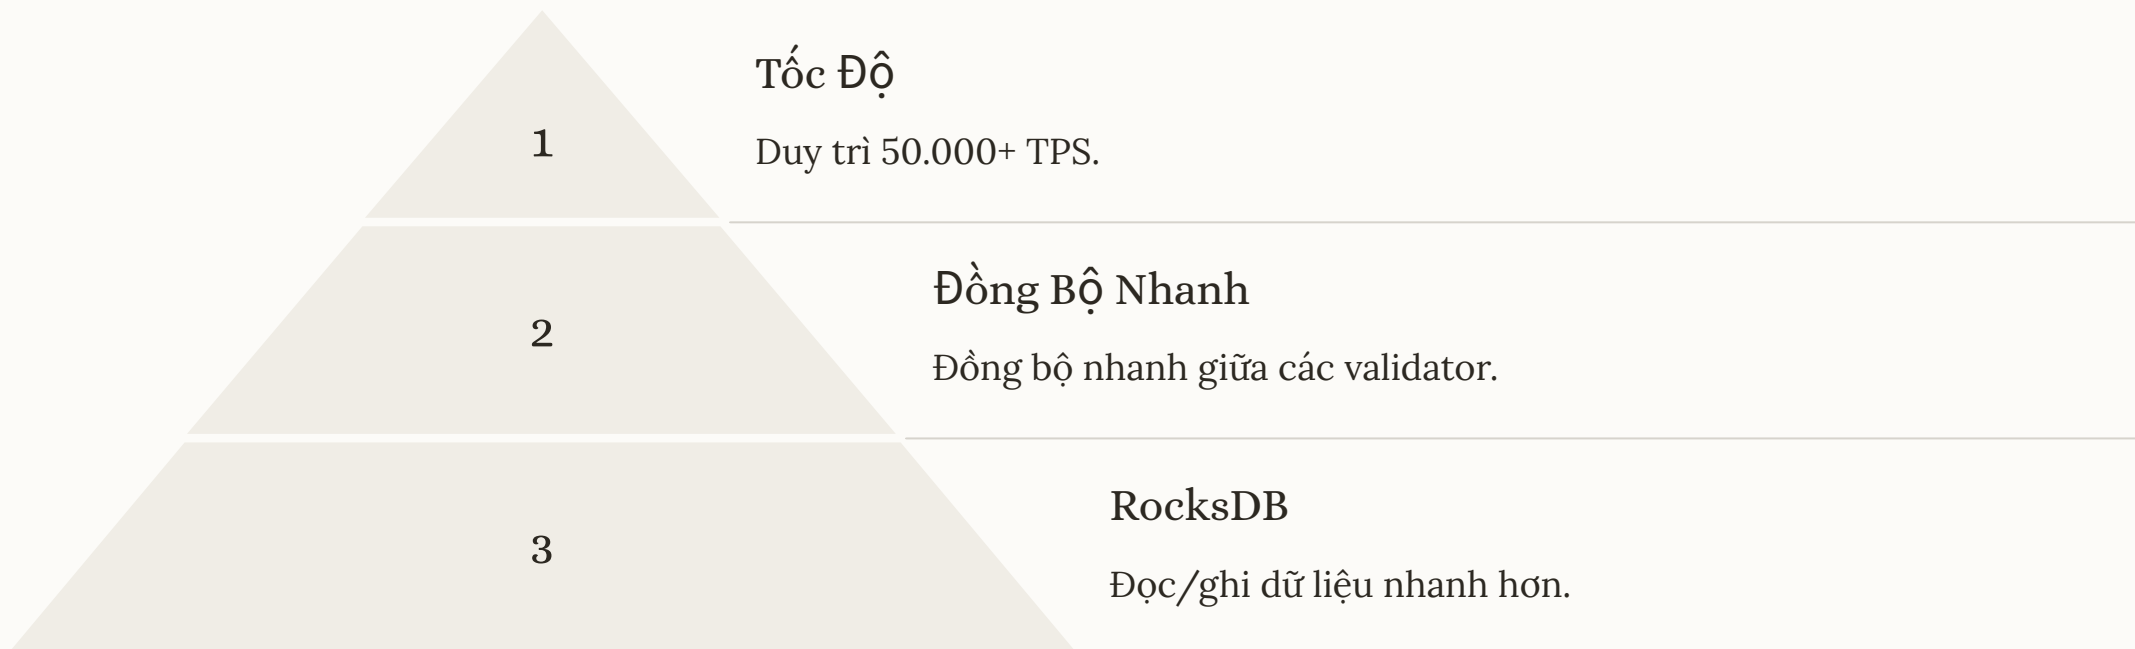 1
Tốc Độ
Duy trì 50.000+ TPS.
2
Đồng Bộ Nhanh
Đồng bộ nhanh giữa các validator.
3
RocksDB
Đọc/ghi dữ liệu nhanh hơn.